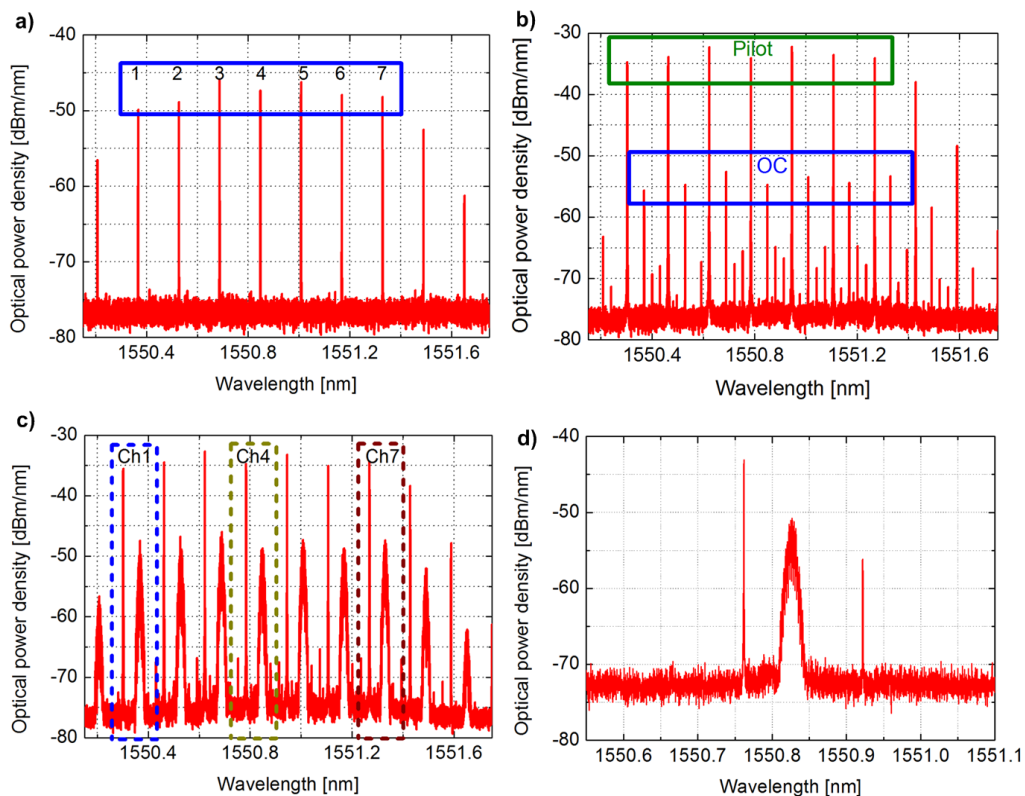 a)
Optical power density [dBm/nm]
-40
-50
-60
-70
-80
1 2 3 4 5 6 7
1550.4 1550.8 1551.2 1551.6
Wavelength [nm]
b)
Optical power density [dBm/nm]
-30
-40
-50
-60
-70
-80
Pilot
OC
1550.4 1550.8 1551.2 1551.6
Wavelength [nm]
c)
Optical power density [dBm/nm]
-30
-40
-50
-60
-70
-80
Ch1 Ch4 Ch7
1550.4 1550.8 1551.2 1551.6
Wavelength [nm]
d)
Optical power density [dBm/nm]
-40
-50
-60
-70
-80
1550.6 1550.7 1550.8 1550.9 1551.0 1551.1
Wavelength [nm]